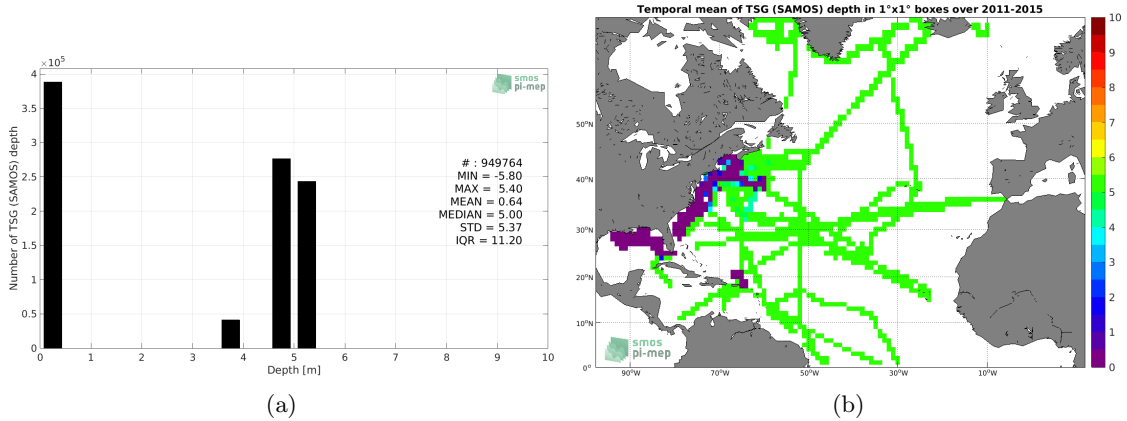 ×10⁵
4
3.5
3
2.5
2
1.5
1
0.5
0
Number of TSG (SAMOS) depth
0 1 2 3 4 5 6 7 8 9 10
Depth [m]
smos
pi-mep
# : 949764
MIN = -5.80
MAX = 5.40
MEAN = 0.64
MEDIAN = 5.00
STD = 5.37
IQR = 11.20
(a)
Temporal mean of TSG (SAMOS) depth in 1°x1° boxes over 2011-2015
50°N
40°N
30°N
20°N
10°N
0°
90°W 70°W 50°W 30°W 10°W
smos
pi-mep
10
9
8
7
6
5
4
3
2
1
0
(b)